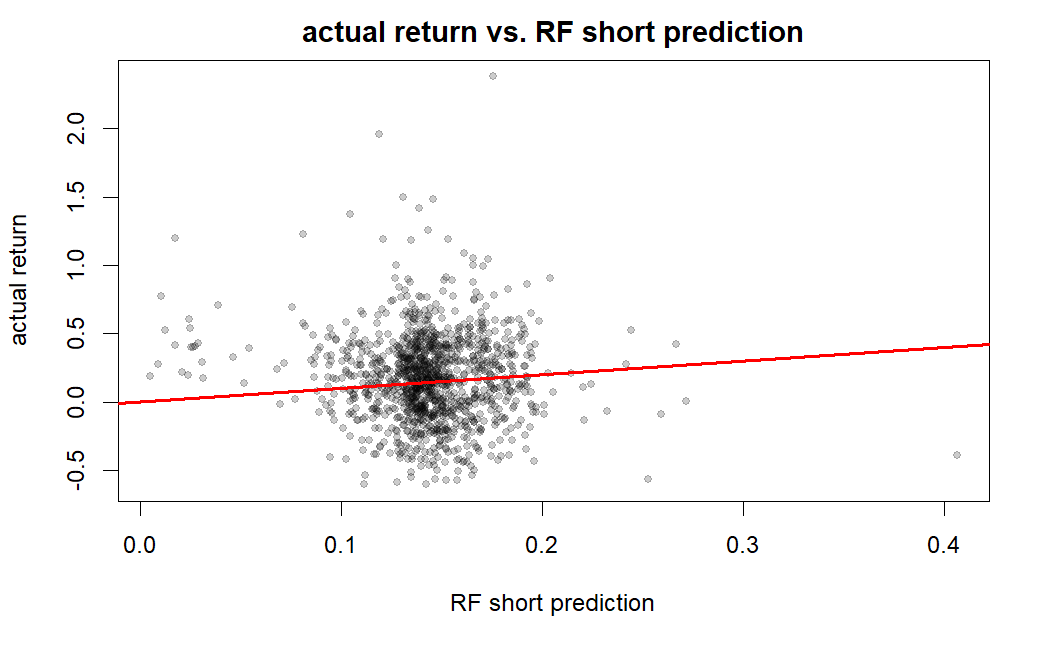 actual return vs. RF short prediction
actual return
2.0
1.5
1.0
0.5
0.0
-0.5
0.0 0.1 0.2 0.3 0.4
RF short prediction